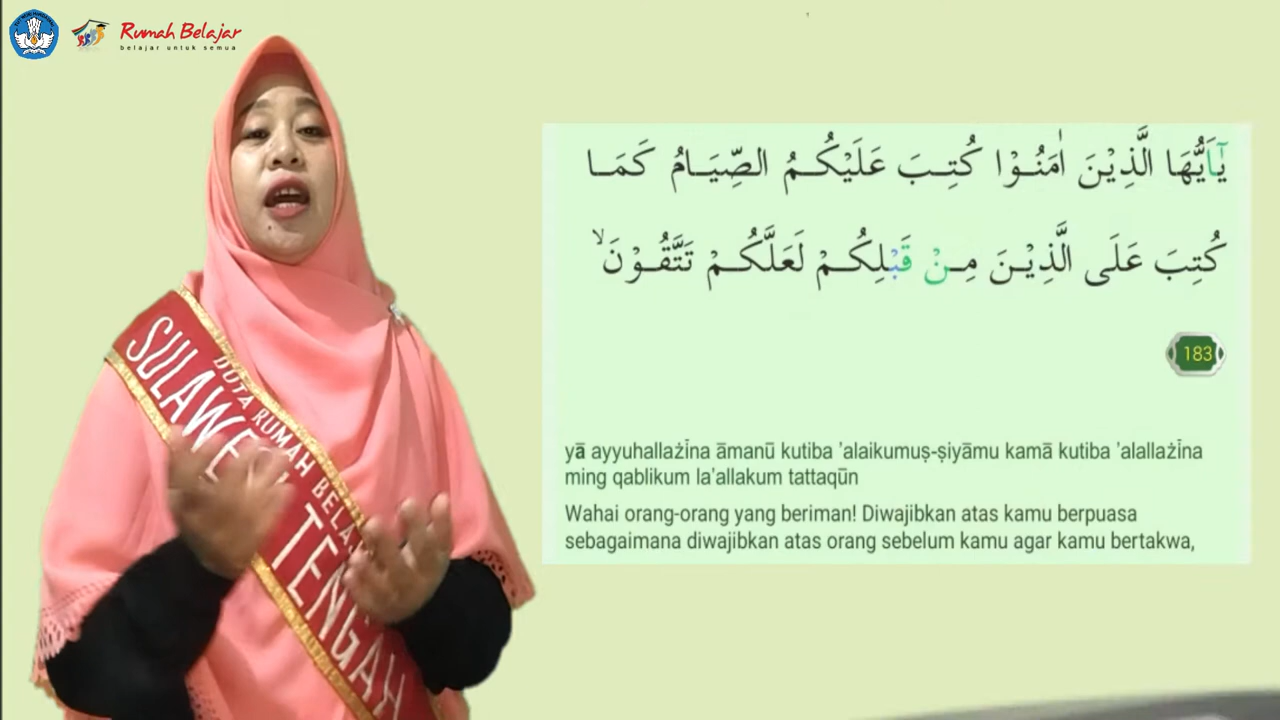 Rumah Belajar
belajar untuk semua
يٰٓاَيُّهَا الَّذِيْنَ اٰمَنُوْا كُتِبَ عَلَيْكُمُ الصِّيَامُ كَمَا
كُتِبَ عَلَى الَّذِيْنَ مِنْ قَبْلِكُمْ لَعَلَّكُمْ تَتَّقُوْنَۙ
183
yā ayyuhallażīna āmanū kutiba 'alaikumuṣ-ṣiyāmu kamā kutiba 'alallażīna
ming qablikum la'allakum tattaqūn
Wahai orang-orang yang beriman! Diwajibkan atas kamu berpuasa
sebagaimana diwajibkan atas orang sebelum kamu agar kamu bertakwa,
DUTA RUMAH
TENGAH